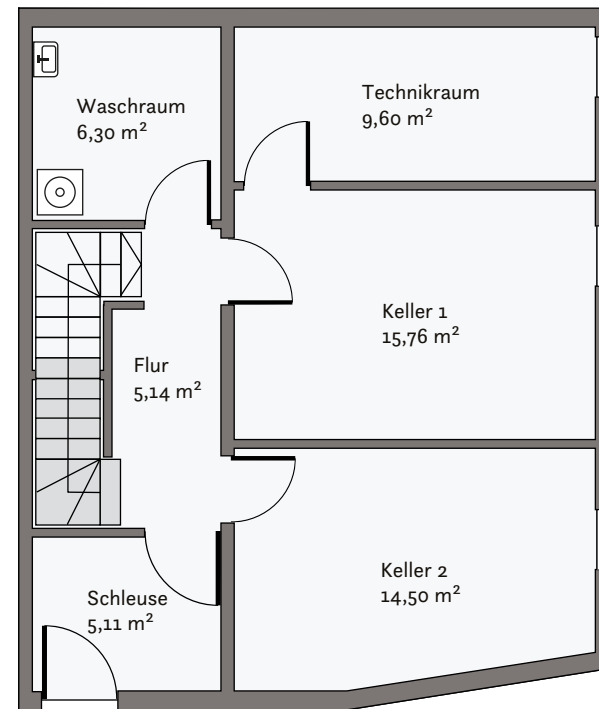 Waschraum
6,30 m²
Technikraum
9,60 m²
Keller 1
15,76 m²
Flur
5,14 m²
Keller 2
14,50 m²
Schleuse
5,11 m²